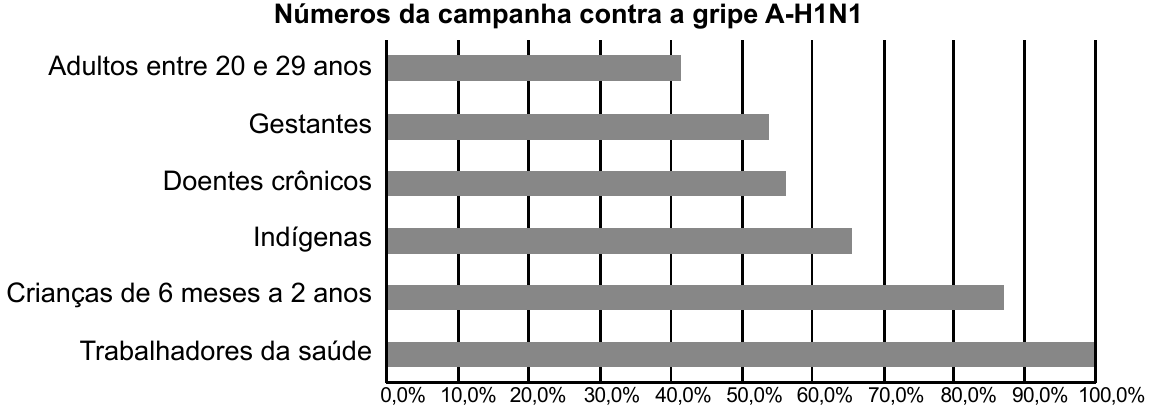 Números da campanha contra a gripe A-H1N1
Adultos entre 20 e 29 anos
Gestantes
Doentes crônicos
Indígenas
Crianças de 6 meses a 2 anos
Trabalhadores da saúde
0,0% 10,0% 20,0% 30,0% 40,0% 50,0% 60,0% 70,0% 80,0% 90,0% 100,0%